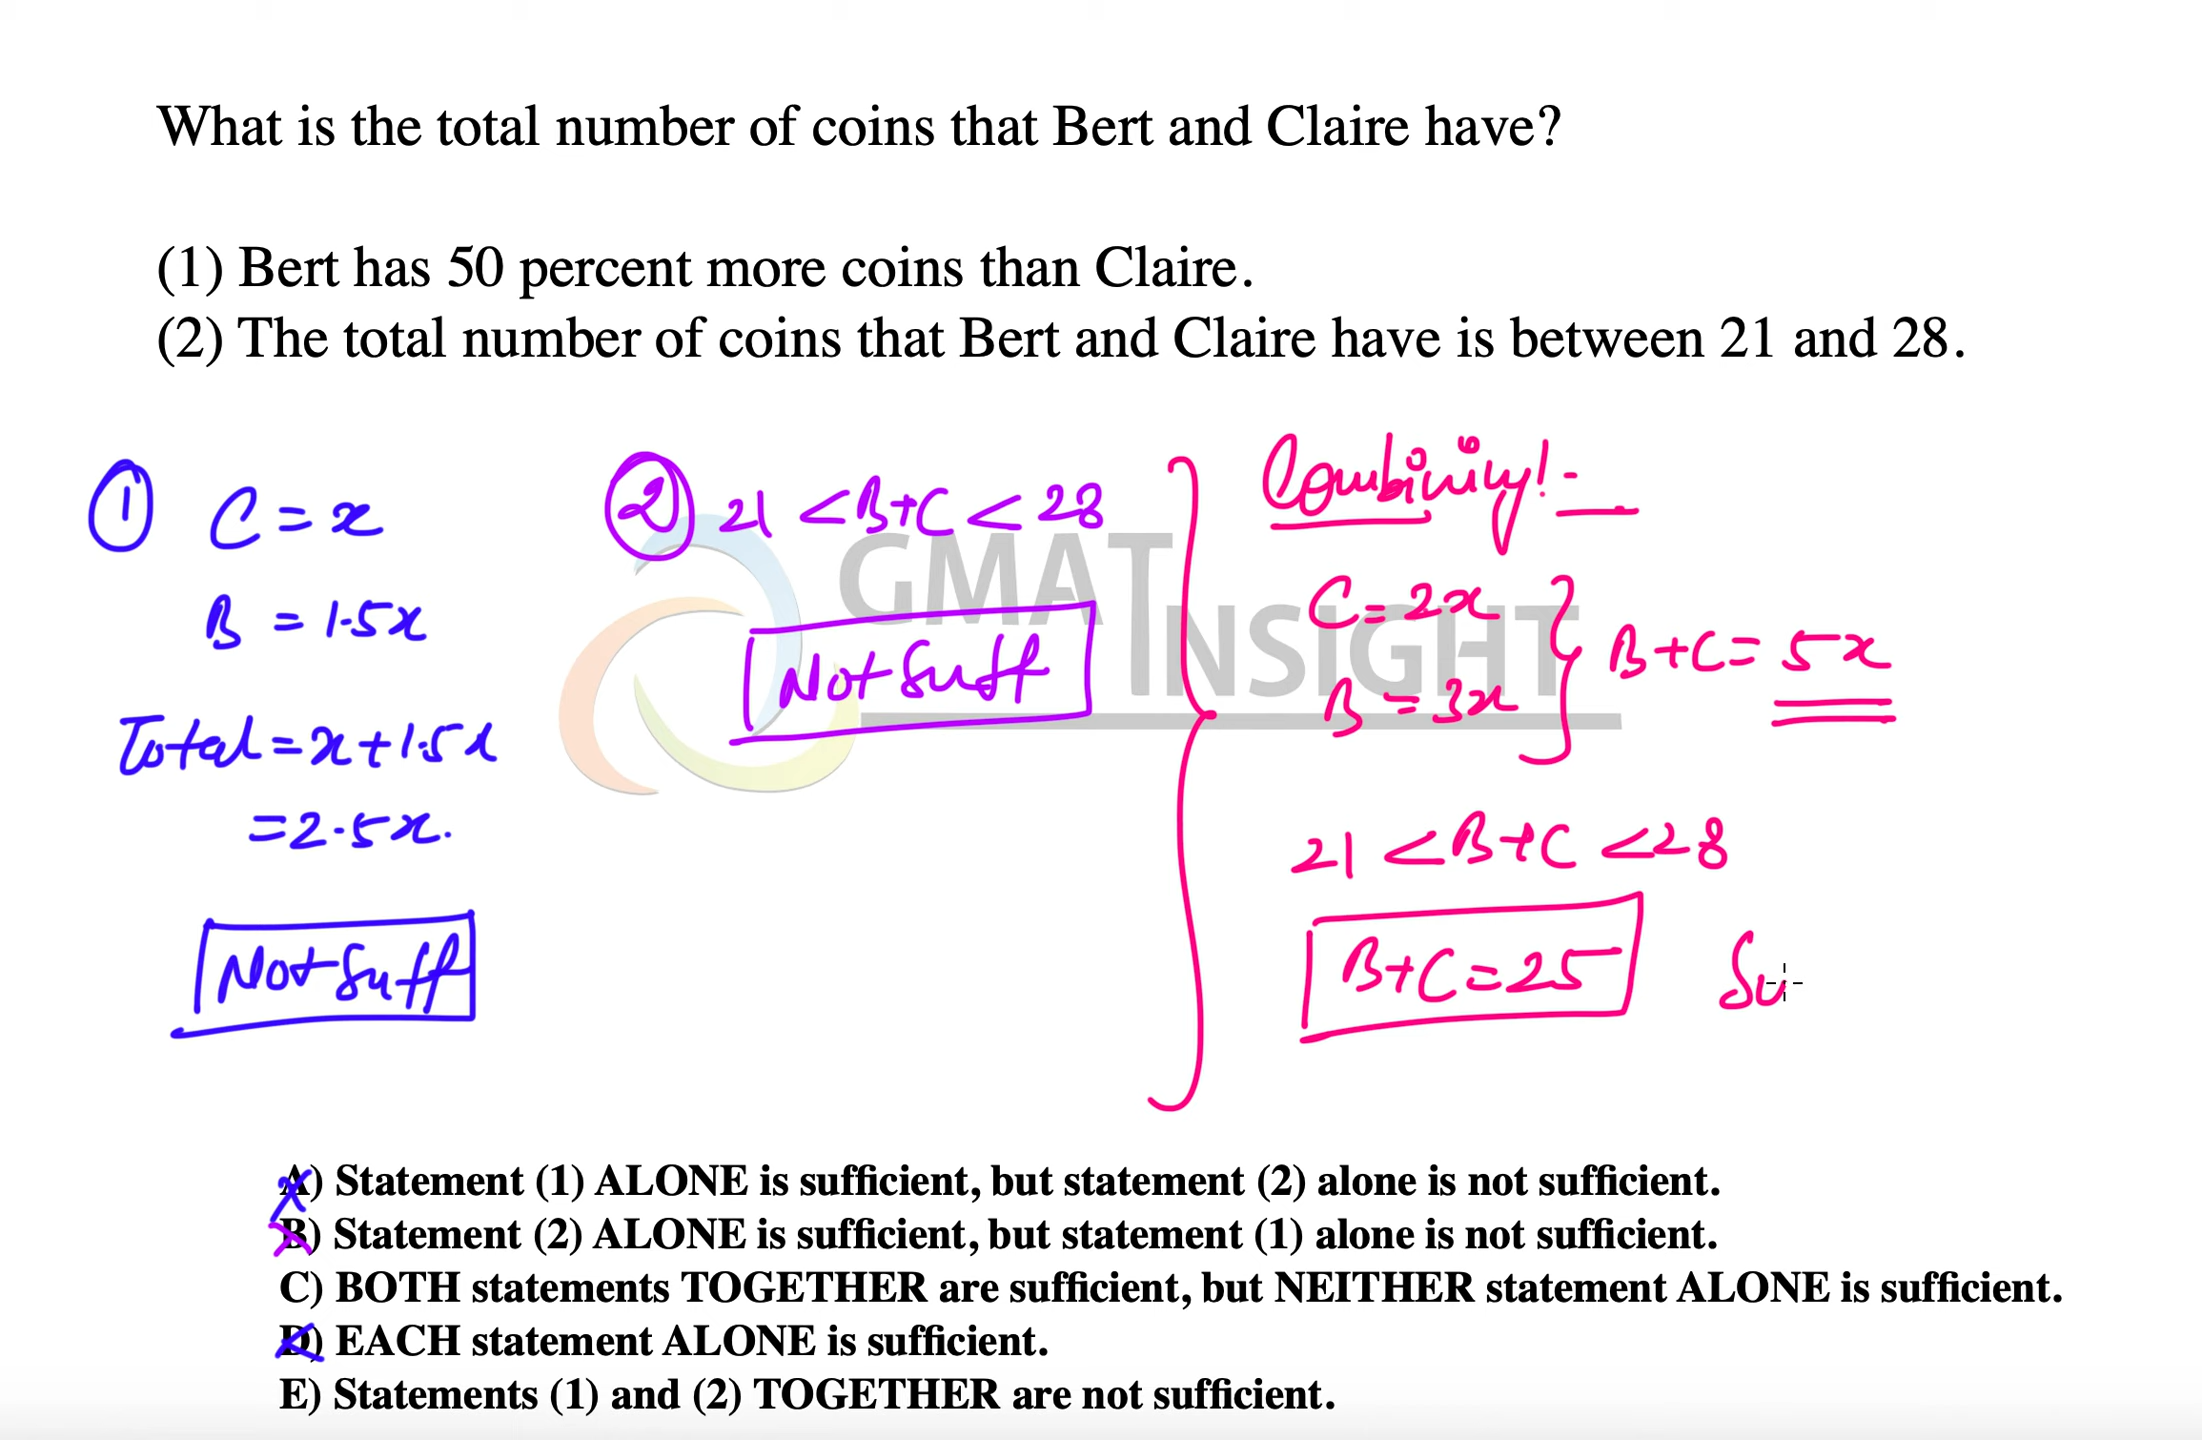 What is the total number of coins that Bert and Claire have?
(1) Bert has 50 percent more coins than Claire.
(2) The total number of coins that Bert and Claire have is between 21 and 28.
① C = x
B = 1.5x
Total = x + 1.5x
= 2.5x.
Not Suff
② 21 < B+C < 28
Not Suff
Combining! -
C = 2x
B = 3x
B+C = 5x
21 < B+C < 28
B+C = 25 Su
GMAT INSIGHT
A) Statement (1) ALONE is sufficient, but statement (2) alone is not sufficient.
B) Statement (2) ALONE is sufficient, but statement (1) alone is not sufficient.
C) BOTH statements TOGETHER are sufficient, but NEITHER statement ALONE is sufficient.
D) EACH statement ALONE is sufficient.
E) Statements (1) and (2) TOGETHER are not sufficient.